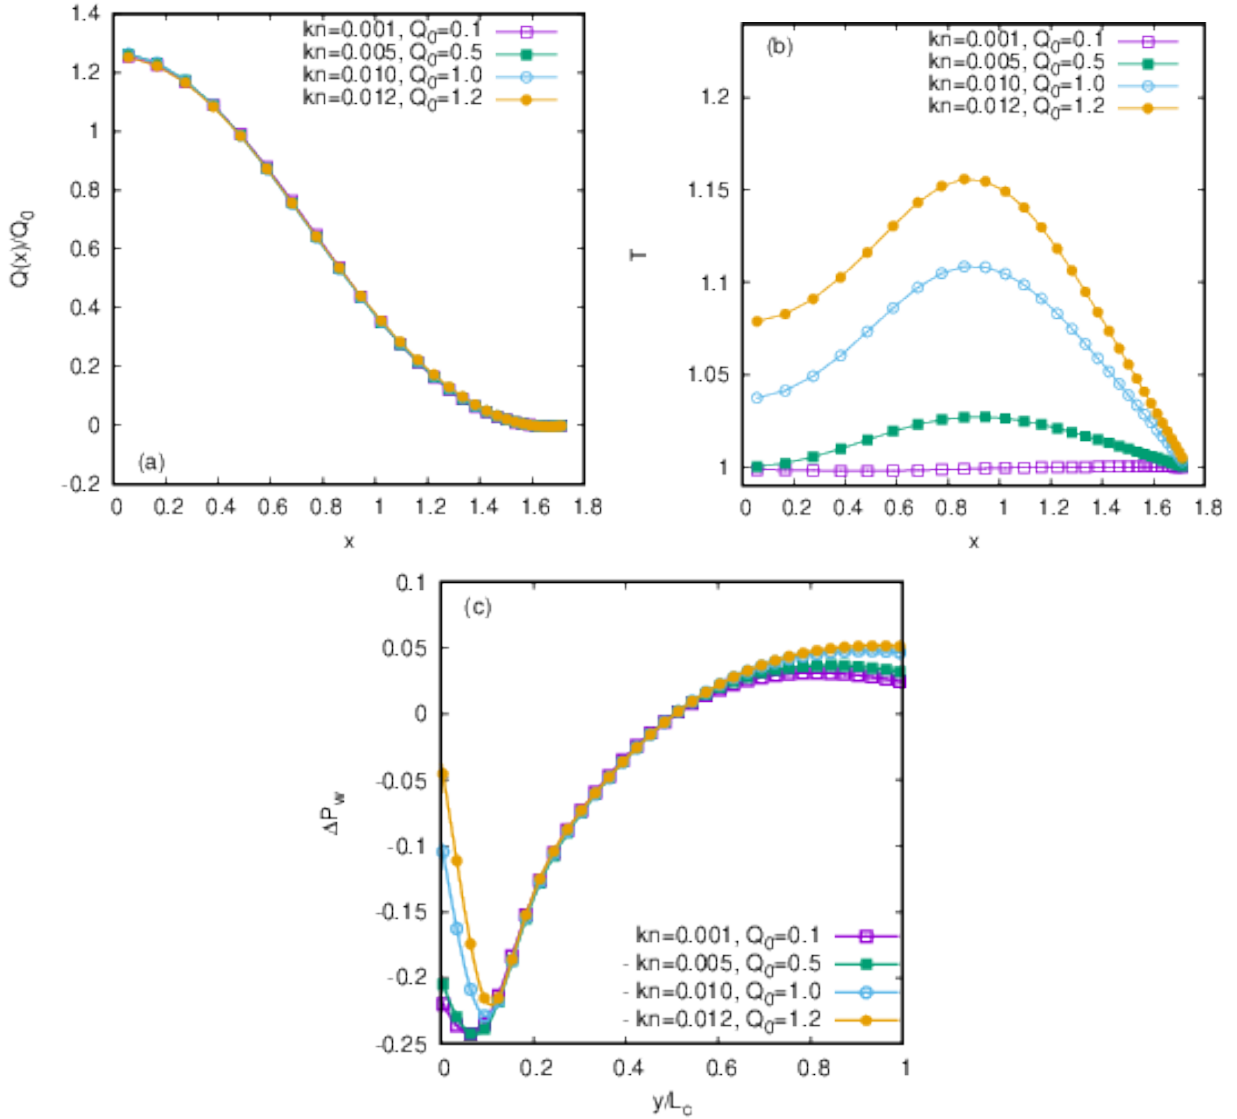 1.4
1.2
1
0.8
0.6
0.4
0.2
0
-0.2
Q(x)/Q0
kn=0.001, Q0=0.1
kn=0.005, Q0=0.5
kn=0.010, Q0=1.0
kn=0.012, Q0=1.2
(a)
0 0.2 0.4 0.6 0.8 1 1.2 1.4 1.6 1.8
x
(b)
kn=0.001, Q0=0.1
kn=0.005, Q0=0.5
kn=0.010, Q0=1.0
kn=0.012, Q0=1.2
1.2
1.15
1.1
1.05
1
T
0 0.2 0.4 0.6 0.8 1 1.2 1.4 1.6 1.8
x
(c)
0.1
0.05
0
-0.05
-0.1
-0.15
-0.2
-0.25
ΔPw
kn=0.001, Q0=0.1
- kn=0.005, Q0=0.5
- kn=0.010, Q0=1.0
- kn=0.012, Q0=1.2
0 0.2 0.4 0.6 0.8 1
y/Lc